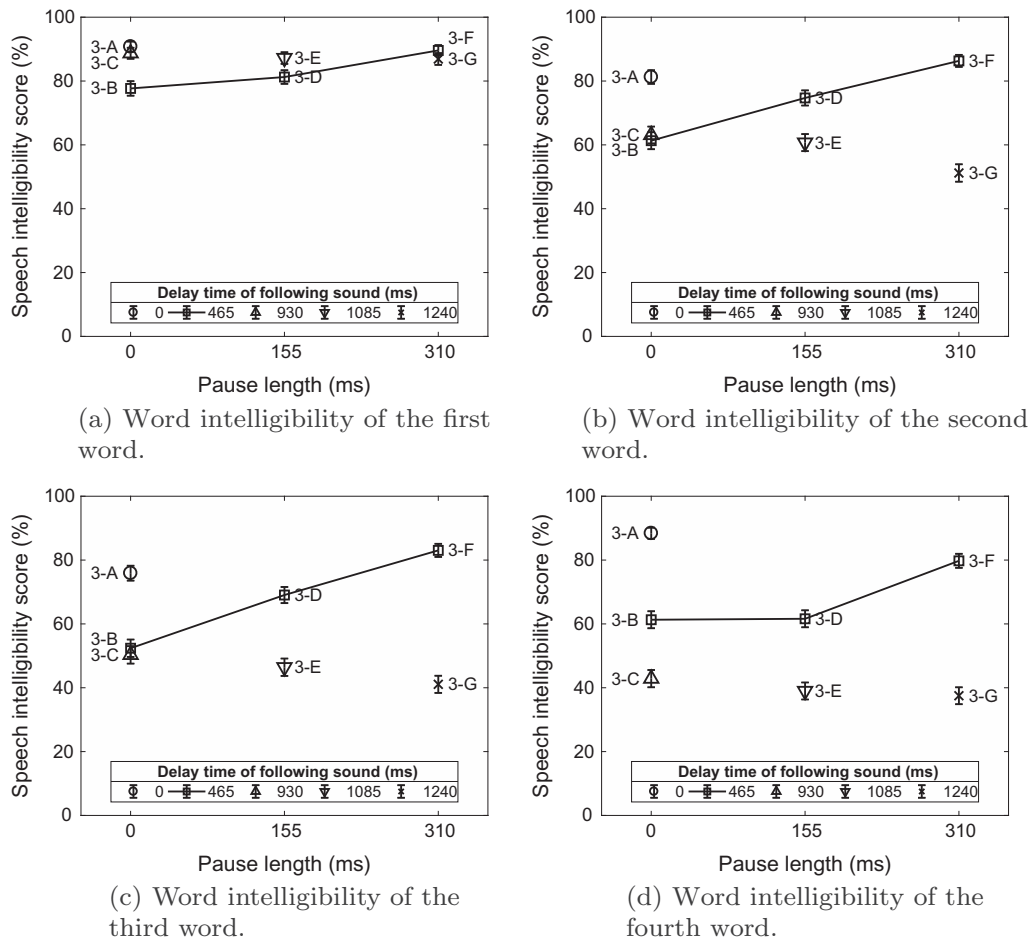 100
80
60
40
20
0
Speech intelligibility score (%)
3-A
3-C
3-B
3-E
3-D
3-F
3-G
Delay time of following sound (ms)
0 465 930 1085 1240
0 155 310
Pause length (ms)
(a) Word intelligibility of the first
word.
100
80
60
40
20
0
Speech intelligibility score (%)
3-A
3-C
3-B
3-D
3-E
3-F
3-G
Delay time of following sound (ms)
0 465 930 1085 1240
0 155 310
Pause length (ms)
(b) Word intelligibility of the second
word.
100
80
60
40
20
0
Speech intelligibility score (%)
3-A
3-B
3-C
3-D
3-E
3-F
3-G
Delay time of following sound (ms)
0 465 930 1085 1240
0 155 310
Pause length (ms)
(c) Word intelligibility of the
third word.
100
80
60
40
20
0
Speech intelligibility score (%)
3-A
3-B
3-C
3-D
3-E
3-F
3-G
Delay time of following sound (ms)
0 465 930 1085 1240
0 155 310
Pause length (ms)
(d) Word intelligibility of the
fourth word.